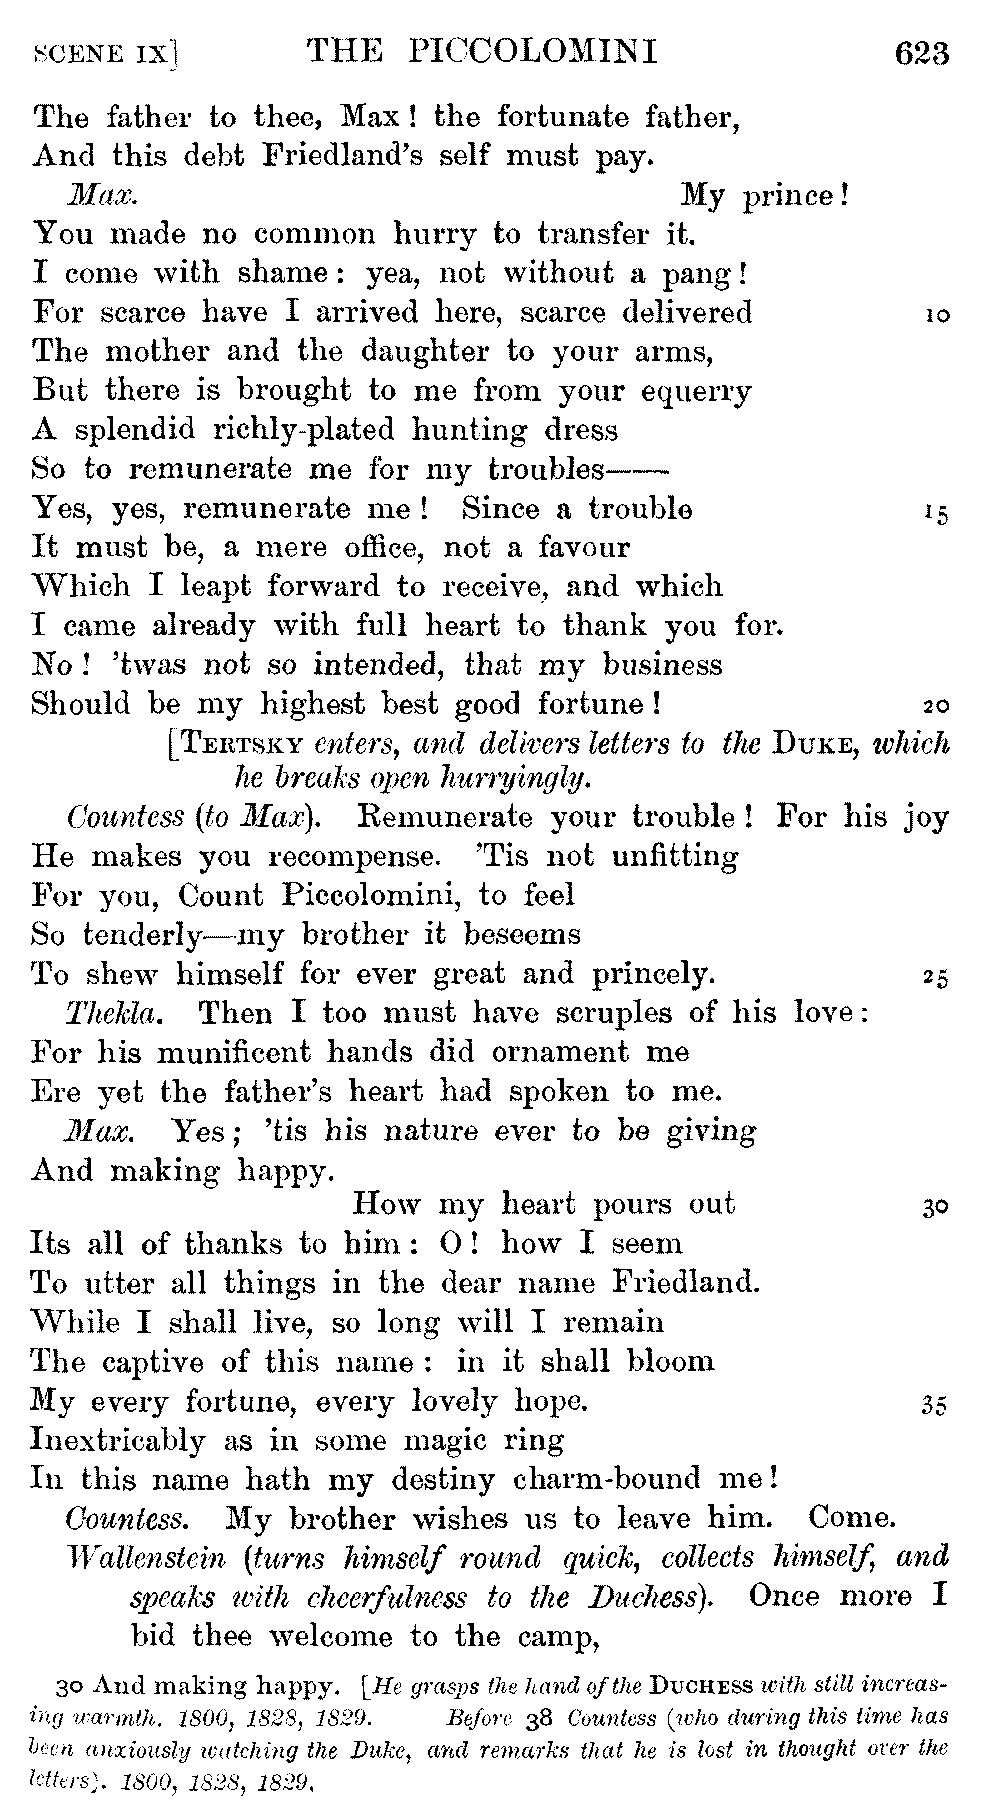 SCENE IX] THE PICCOLOMINI 623
The father to thee, Max! the fortunate father,
And this debt Friedland's self must pay.
Max. My prince!
You made no common hurry to transfer it.
I come with shame: yea, not without a pang!
For scarce have I arrived here, scarce delivered 10
The mother and the daughter to your arms,
But there is brought to me from your equerry
A splendid richly-plated hunting dress
So to remunerate me for my troubles——
Yes, yes, remunerate me! Since a trouble 15
It must be, a mere office, not a favour
Which I leapt forward to receive, and which
I came already with full heart to thank you for.
No! 'twas not so intended, that my business
Should be my highest best good fortune! 20
[TERTSKY enters, and delivers letters to the DUKE, which
he breaks open hurryingly.
Countess (to Max). Remunerate your trouble! For his joy
He makes you recompense. 'Tis not unfitting
For you, Count Piccolomini, to feel
So tenderly—my brother it beseems
To shew himself for ever great and princely. 25
Thekla. Then I too must have scruples of his love:
For his munificent hands did ornament me
Ere yet the father's heart had spoken to me.
Max. Yes; 'tis his nature ever to be giving
And making happy.
How my heart pours out 30
Its all of thanks to him: O! how I seem
To utter all things in the dear name Friedland.
While I shall live, so long will I remain
The captive of this name: in it shall bloom
My every fortune, every lovely hope. 35
Inextricably as in some magic ring
In this name hath my destiny charm-bound me!
Countess. My brother wishes us to leave him. Come.
Wallenstein (turns himself round quick, collects himself, and
speaks with cheerfulness to the Duchess). Once more I
bid thee welcome to the camp,
30 And making happy. [He grasps the hand of the DUCHESS with still increas-
ing warmth. 1800, 1828, 1829. Before 38 Countess (who during this time has
been anxiously watching the Duke, and remarks that he is lost in thought over the
letters). 1800, 1828, 1829.